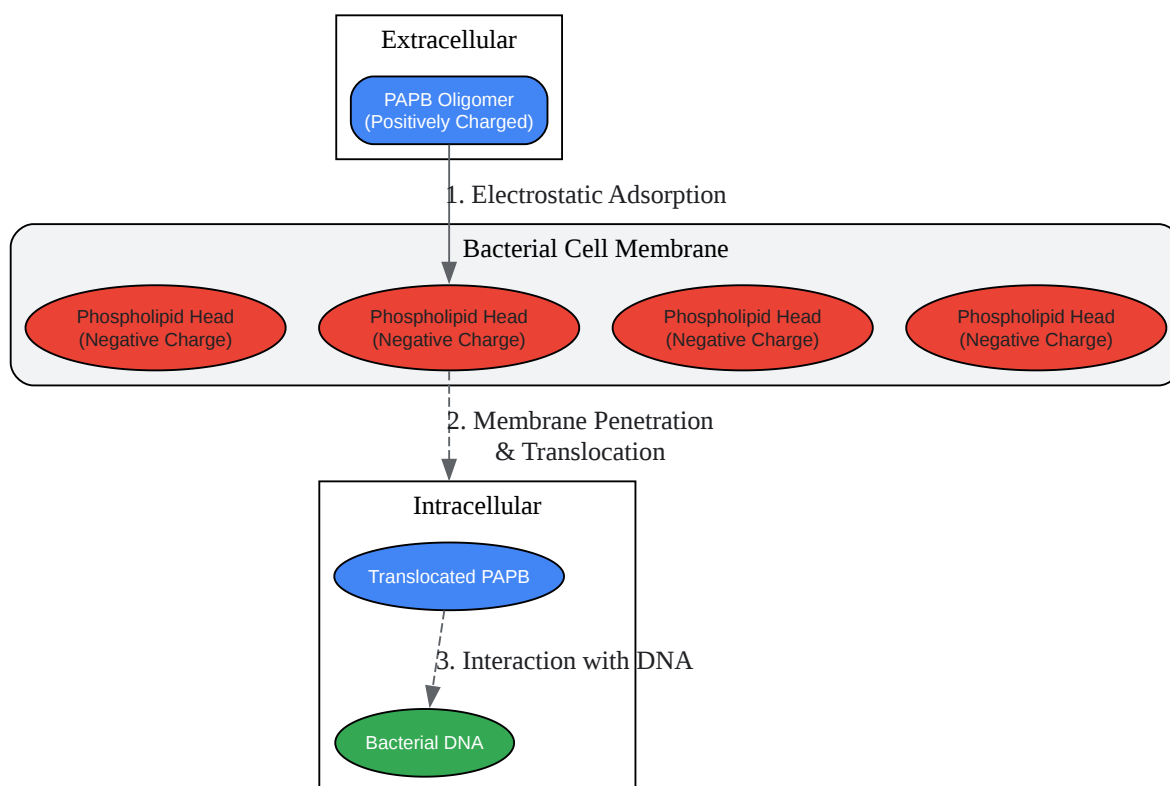 Extracellular
PAPB Oligomer
(Positively Charged)
1. Electrostatic Adsorption
Bacterial Cell Membrane
Phospholipid Head
(Negative Charge)
Phospholipid Head
(Negative Charge)
Phospholipid Head
(Negative Charge)
Phospholipid Head
(Negative Charge)
2. Membrane Penetration
& Translocation
Intracellular
Translocated PAPB
3. Interaction with DNA
Bacterial DNA